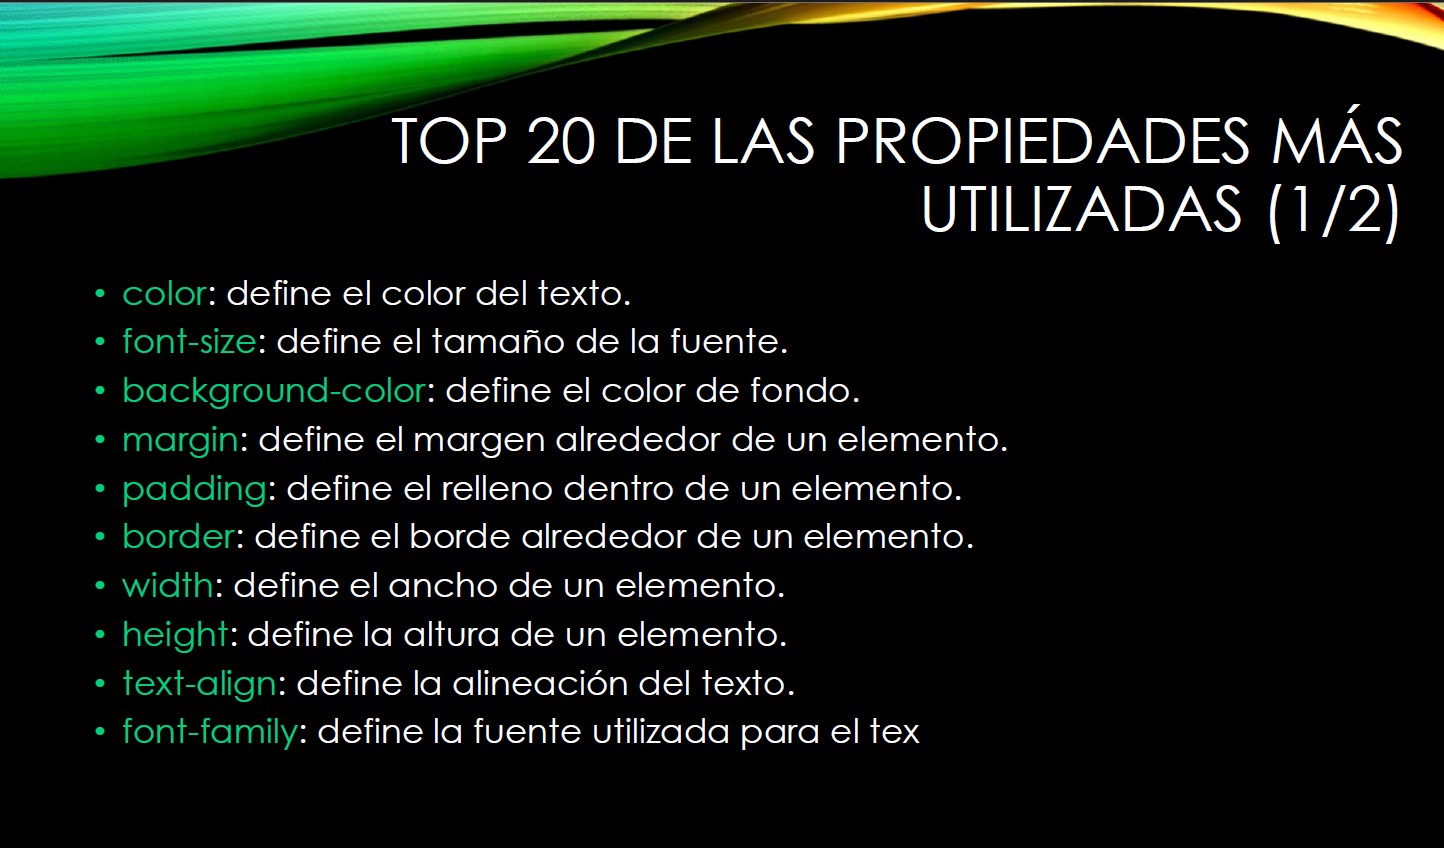 TOP 20 DE LAS PROPIEDADES MÁS
UTILIZADAS (1/2)
• color: define el color del texto.
• font-size: define el tamaño de la fuente.
• background-color: define el color de fondo.
• margin: define el margen alrededor de un elemento.
• padding: define el relleno dentro de un elemento.
• border: define el borde alrededor de un elemento.
• width: define el ancho de un elemento.
• height: define la altura de un elemento.
• text-align: define la alineación del texto.
• font-family: define la fuente utilizada para el tex